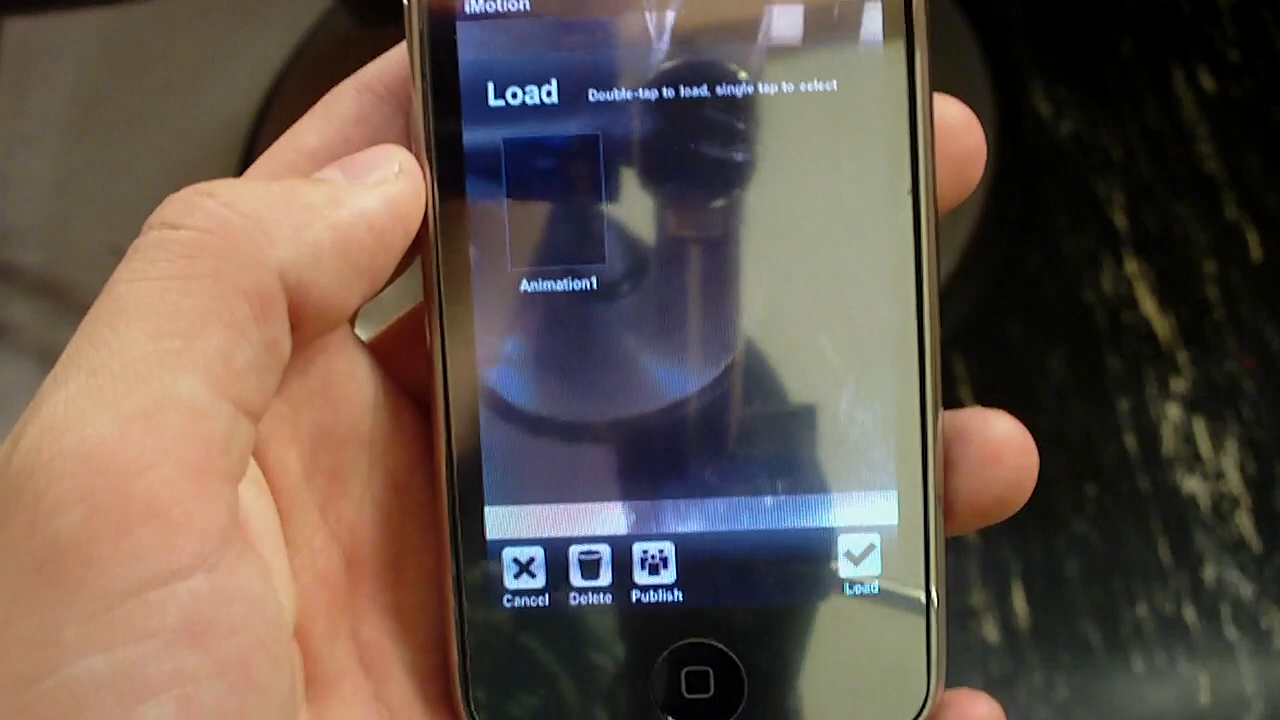 iMotion
Load Double-tap to load, single tap to select
Animation1
Cancel Delete Publish Load